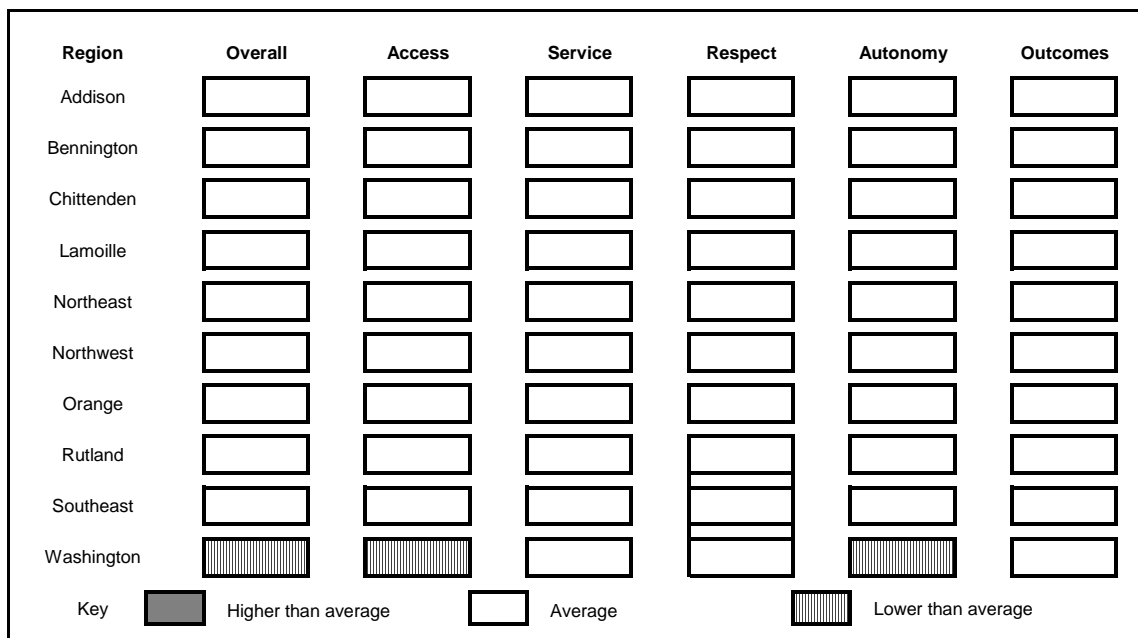 Region Overall Access Service Respect Autonomy Outcomes
Addison
Bennington
Chittenden
Lamoille
Northeast
Northwest
Orange
Rutland
Southeast
Washington
Key Higher than average Average Lower than average